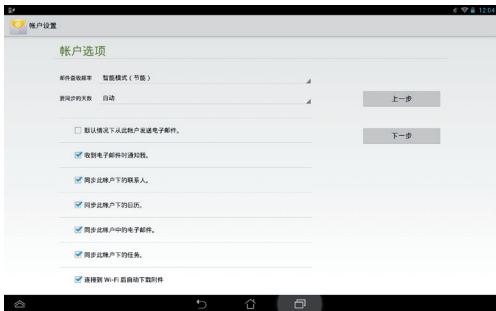 12:04
帐户设置
帐户选项
邮件查收频率 智能模式（节能）
要同步的天数 自动
上一步
默认情况下从此帐户发送电子邮件。
下一步
收到电子邮件时通知我。
同步此帐户下的联系人。
同步此帐户下的日历。
同步此帐户中的电子邮件。
同步此帐户下的任务。
连接到 Wi-Fi 后自动下载附件